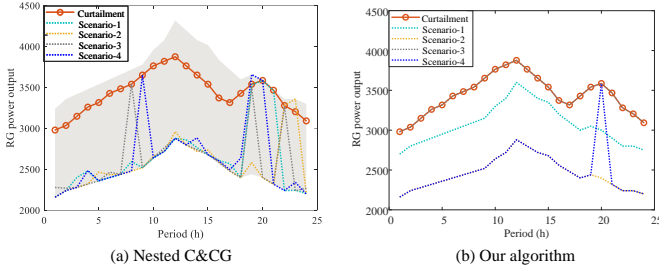 4500
4000
3500
3000
2500
2000
0
5
10
15
20
25
RG power output
Period (h)
Curtailment
Scenario-1
Scenario-2
Scenario-3
Scenario-4
(a) Nested C&CG
4500
4000
3500
3000
2500
2000
0
5
10
15
20
25
RG power output
Period (h)
Curtailment
Scenario-1
Scenario-2
Scenario-3
Scenario-4
(b) Our algorithm